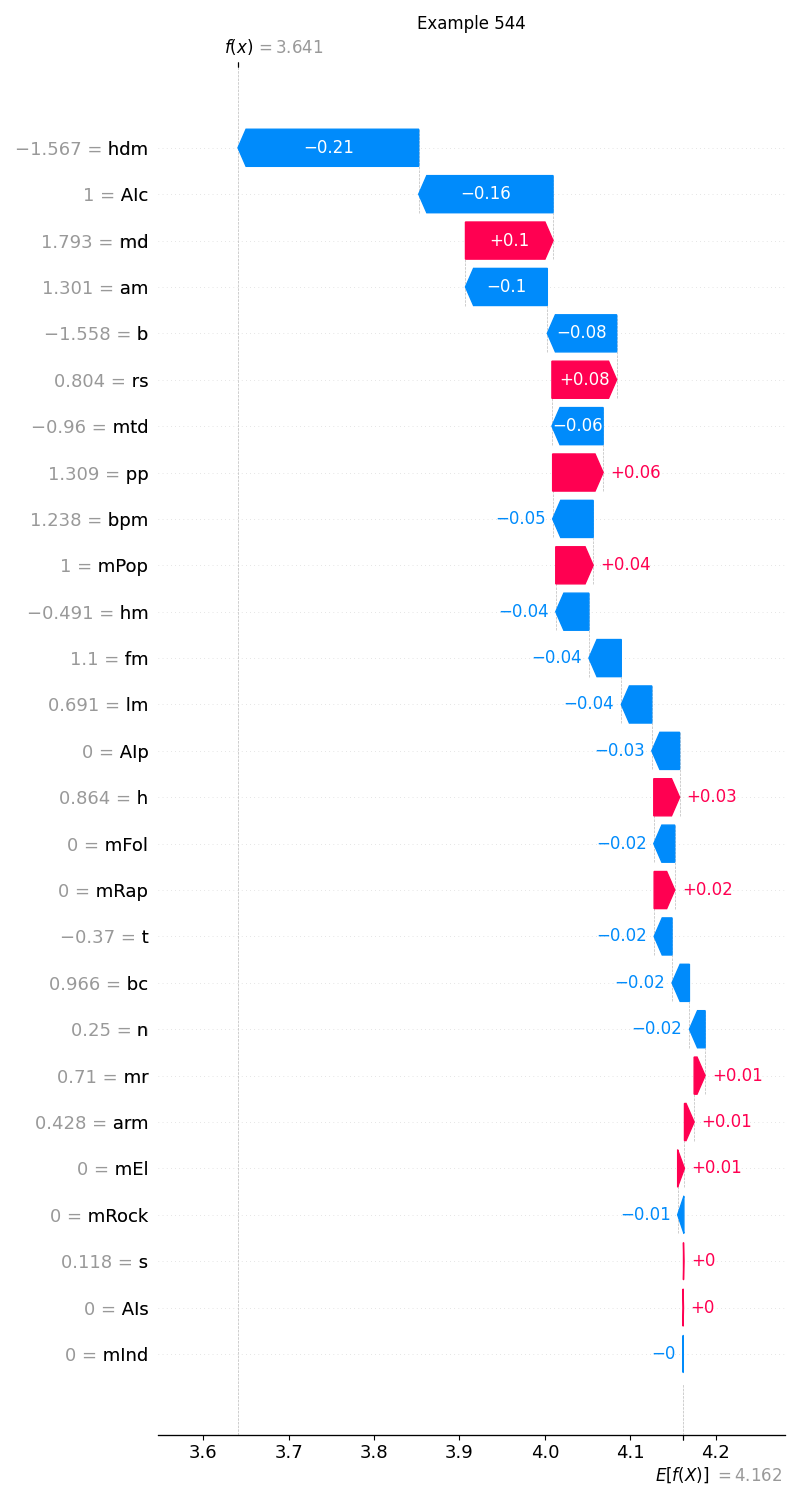 Example 544
f(x) = 3.641
−1.567 = hdm −0.21
1 = AIc −0.16
1.793 = md +0.1
1.301 = am −0.1
−1.558 = b −0.08
0.804 = rs +0.08
−0.96 = mtd −0.06
1.309 = pp +0.06
1.238 = bpm −0.05
1 = mPop +0.04
−0.491 = hm −0.04
1.1 = fm −0.04
0.691 = lm −0.04
0 = AIp −0.03
0.864 = h +0.03
0 = mFol −0.02
0 = mRap +0.02
−0.37 = t −0.02
0.966 = bc −0.02
0.25 = n −0.02
0.71 = mr +0.01
0.428 = arm +0.01
0 = mEl +0.01
0 = mRock −0.01
0.118 = s +0
0 = AIs +0
0 = mInd −0
3.6 3.7 3.8 3.9 4.0 4.1 4.2
E[f(X)] = 4.162